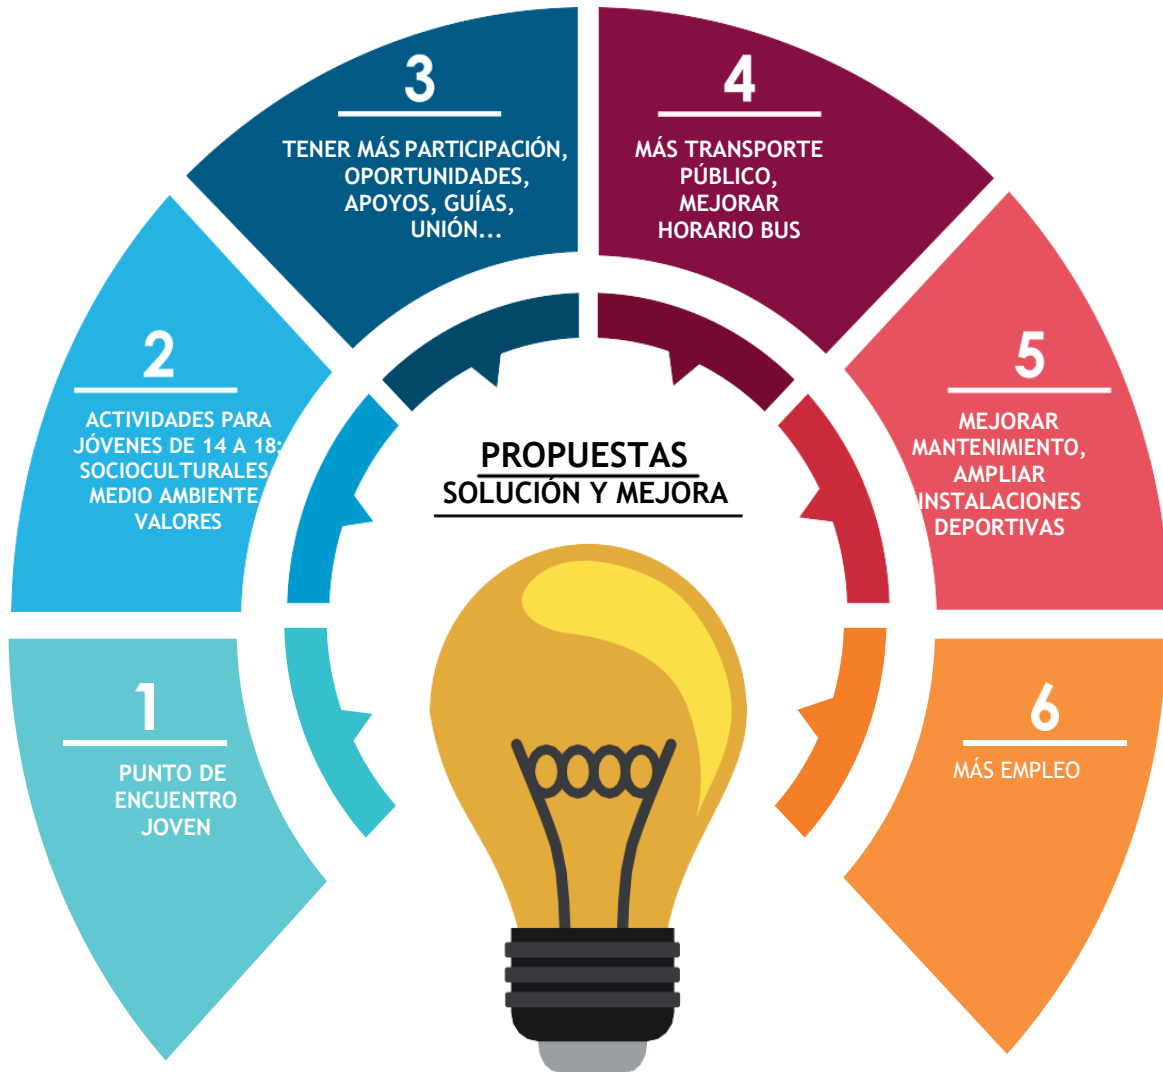 PROPUESTAS
SOLUCIÓN Y MEJORA
1
PUNTO DE
ENCUENTRO
JOVEN
2
ACTIVIDADES PARA
JÓVENES DE 14 A 18:
SOCIOCULTURALES
MEDIO AMBIENTE
VALORES
3
TENER MÁS PARTICIPACIÓN,
OPORTUNIDADES,
APOYOS, GUÍAS,
UNIÓN...
4
MÁS TRANSPORTE
PÚBLICO,
MEJORAR
HORARIO BUS
5
MEJORAR
MANTENIMIENTO,
AMPLIAR
INSTALACIONES
DEPORTIVAS
6
MÁS EMPLEO